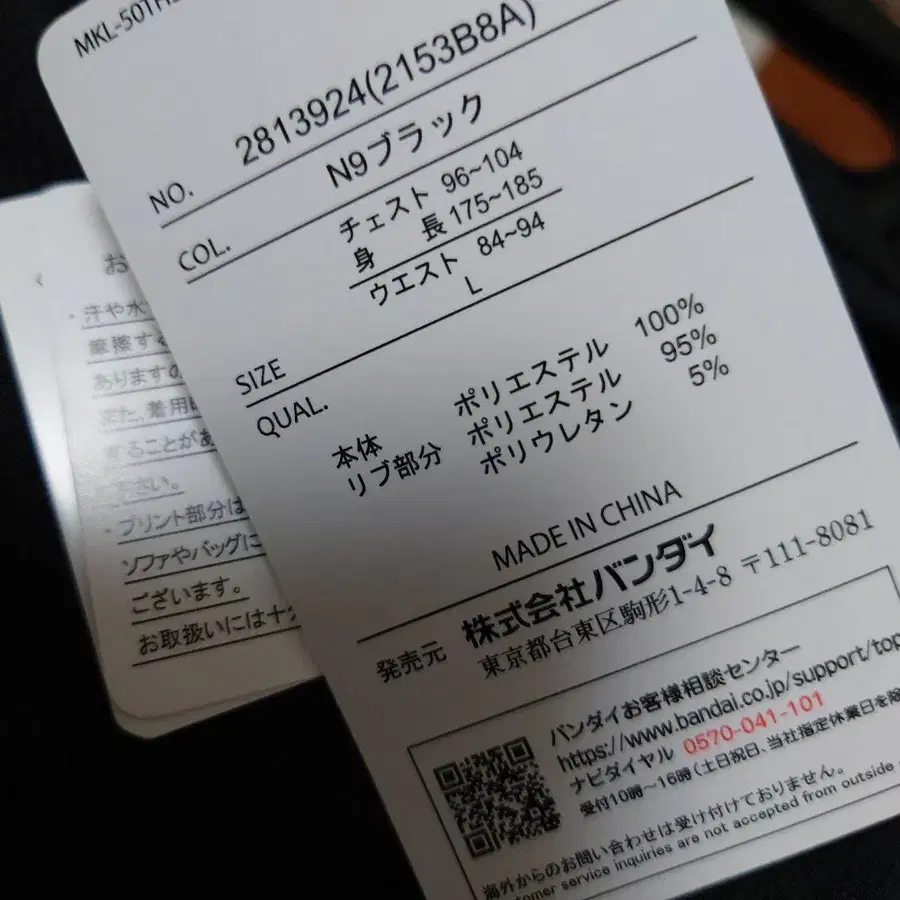 MKL-50TH
NO. 2813924(2153B8A)
COL. N9ブラック
チェスト 96~104
身 長 175~185
ウエスト 84~94
SIZE L
QUAL.
本体 ポリエステル 100%
リブ部分 ポリエステル 95%
ポリウレタン 5%
MADE IN CHINA
発売元 株式会社バンダイ
東京都台東区駒形1-4-8 〒111-8081
バンダイお客様相談センター
https://www.bandai.co.jp/support/top
ナビダイヤル 0570-041-101
受付10時~16時(土日祝日、当社指定休業日を除
海外からのお問い合わせは受け付けておりません。
tomer service inquiries are not accepted from outside
お
・汗や水
摩擦する
ありますの
また、着用
することがあ
ださい。
・プリント部分は
ソファやバッグに
ございます。
お取扱いには十分